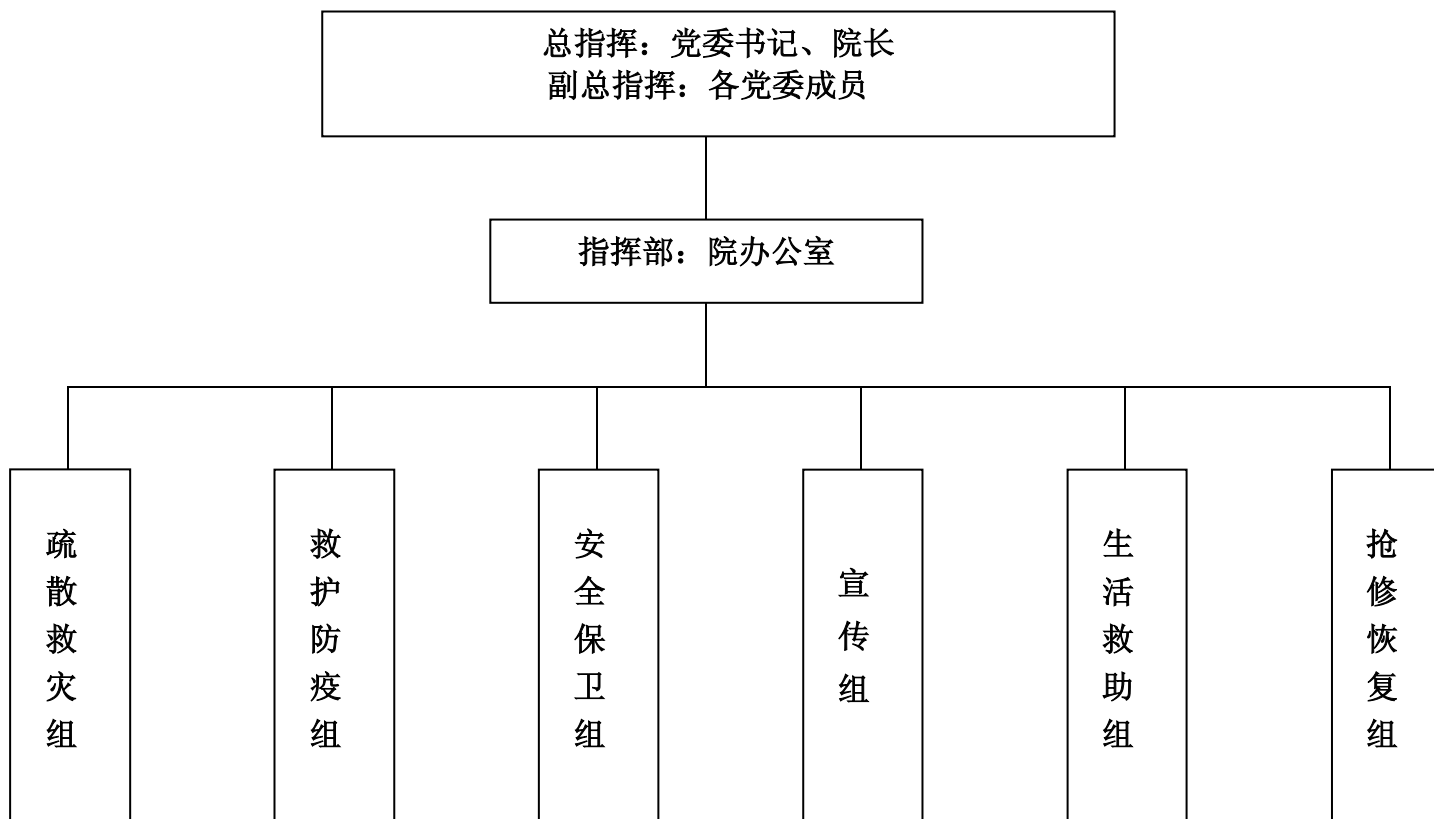 总指挥：党委书记、院长
副总指挥：各党委成员
指挥部：院办公室
疏散救灾组
救护防疫组
安全保卫组
宣传组
生活救助组
抢修恢复组